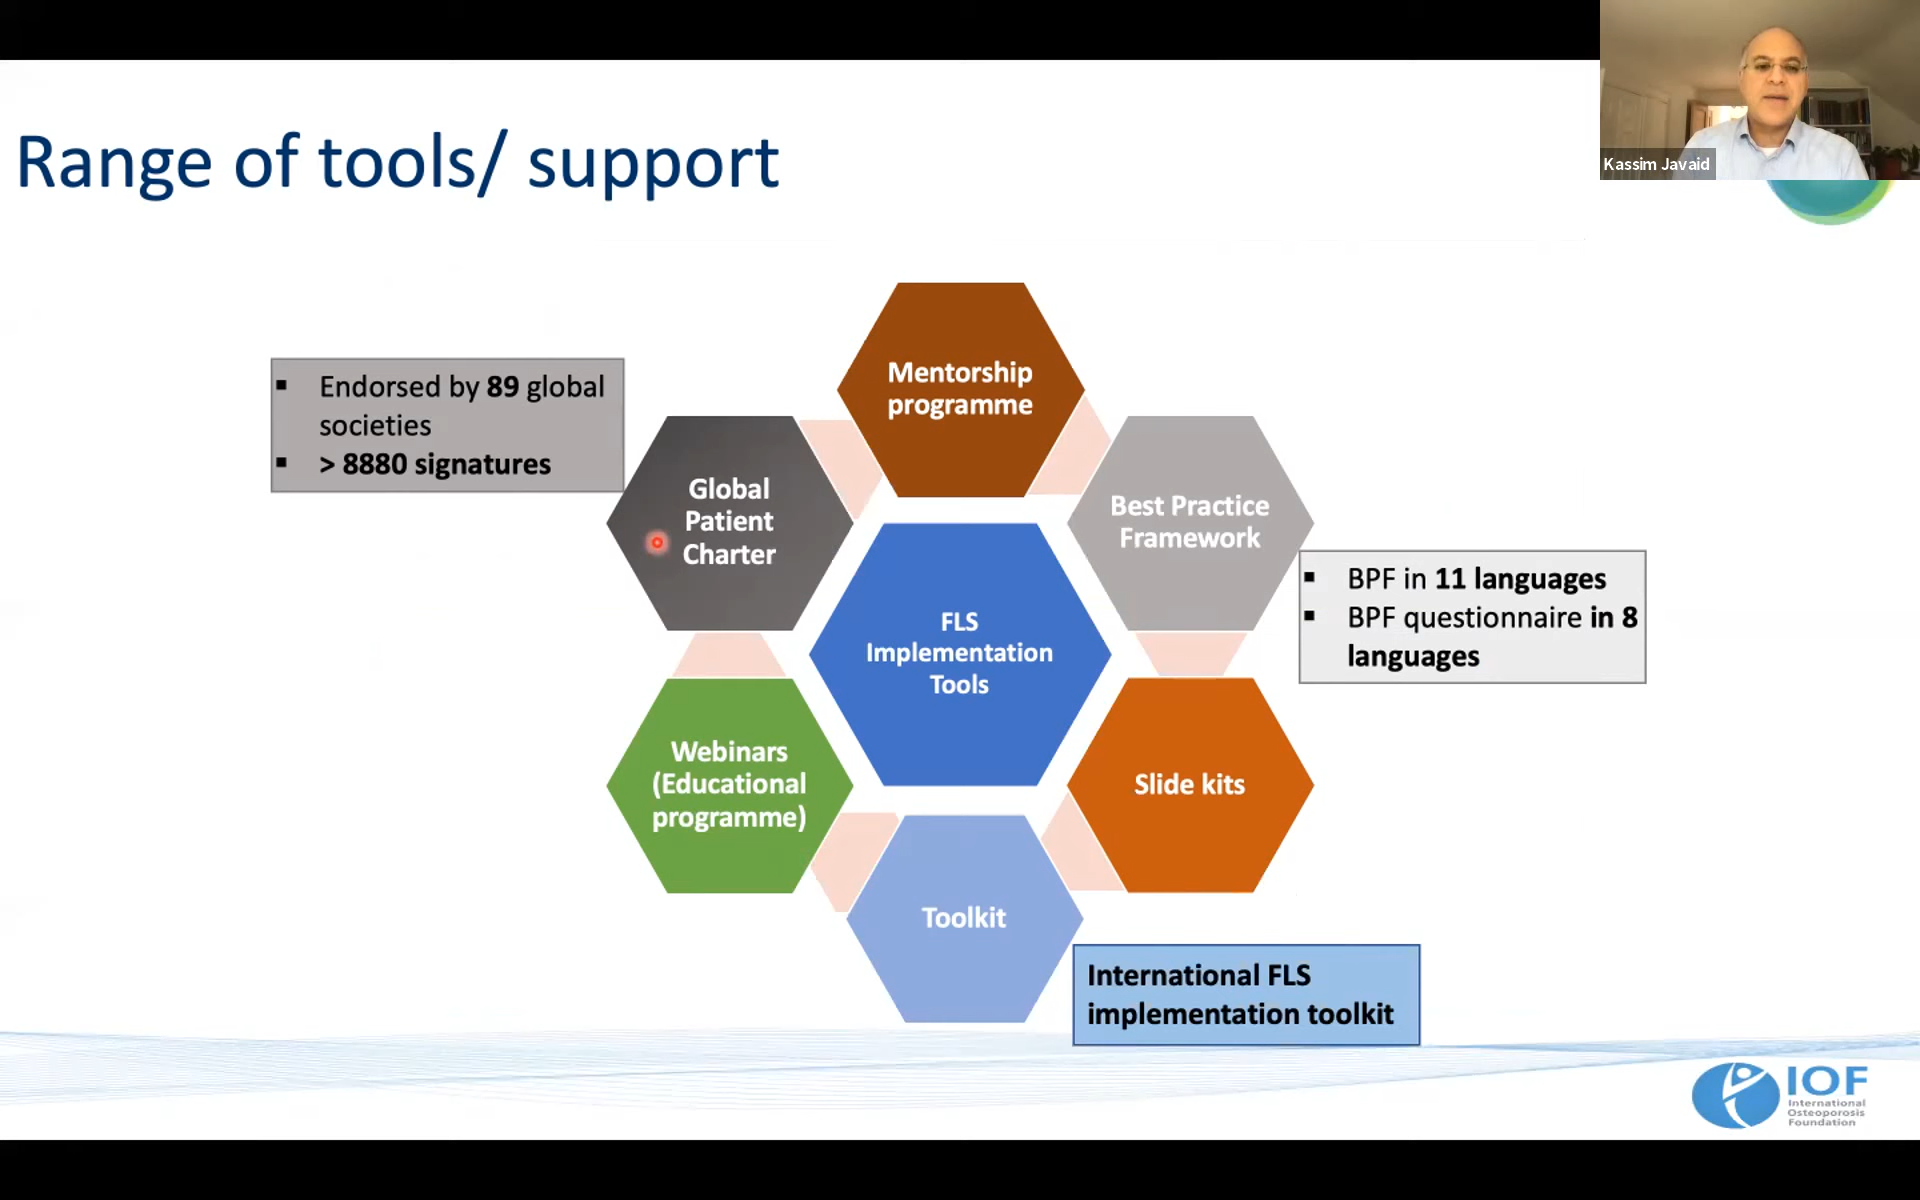 Kassim Javaid
Range of tools/ support
▪ Endorsed by 89 global
societies
▪ > 8880 signatures
Mentorship
programme
Global
Patient
Charter
Best Practice
Framework
▪ BPF in 11 languages
▪ BPF questionnaire in 8
languages
FLS
Implementation
Tools
Webinars
(Educational
programme)
Slide kits
Toolkit
International FLS
implementation toolkit
IOF
International
Osteoporosis
Foundation